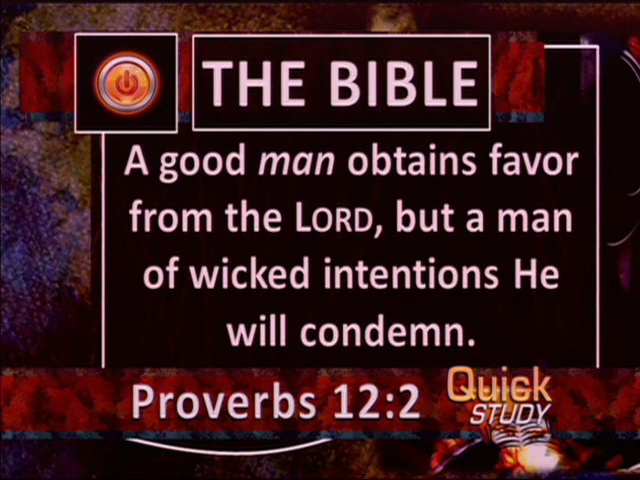 THE BIBLE
A good man obtains favor
from the LORD, but a man
of wicked intentions He
will condemn.
Proverbs 12:2
Quick
STUDY